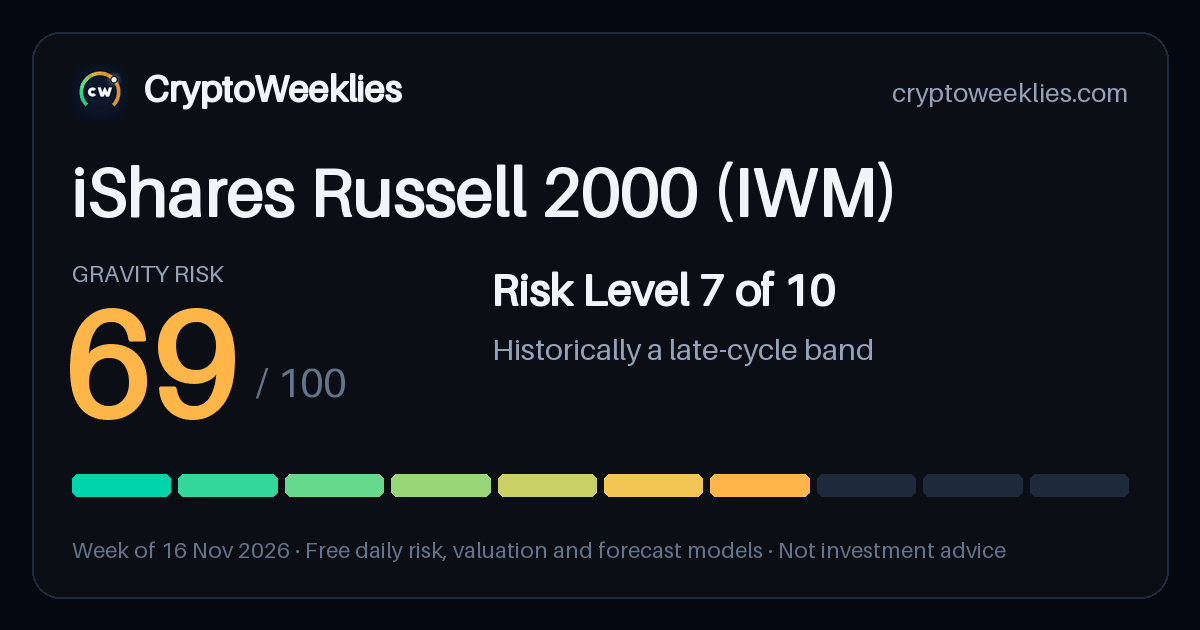 CW
CryptoWeeklies
cryptoweeklies.com
iShares Russell 2000 (IWM)
GRAVITY RISK
69 / 100
Risk Level 7 of 10
Historically a late-cycle band
Week of 16 Nov 2026 · Free daily risk, valuation and forecast models · Not investment advice